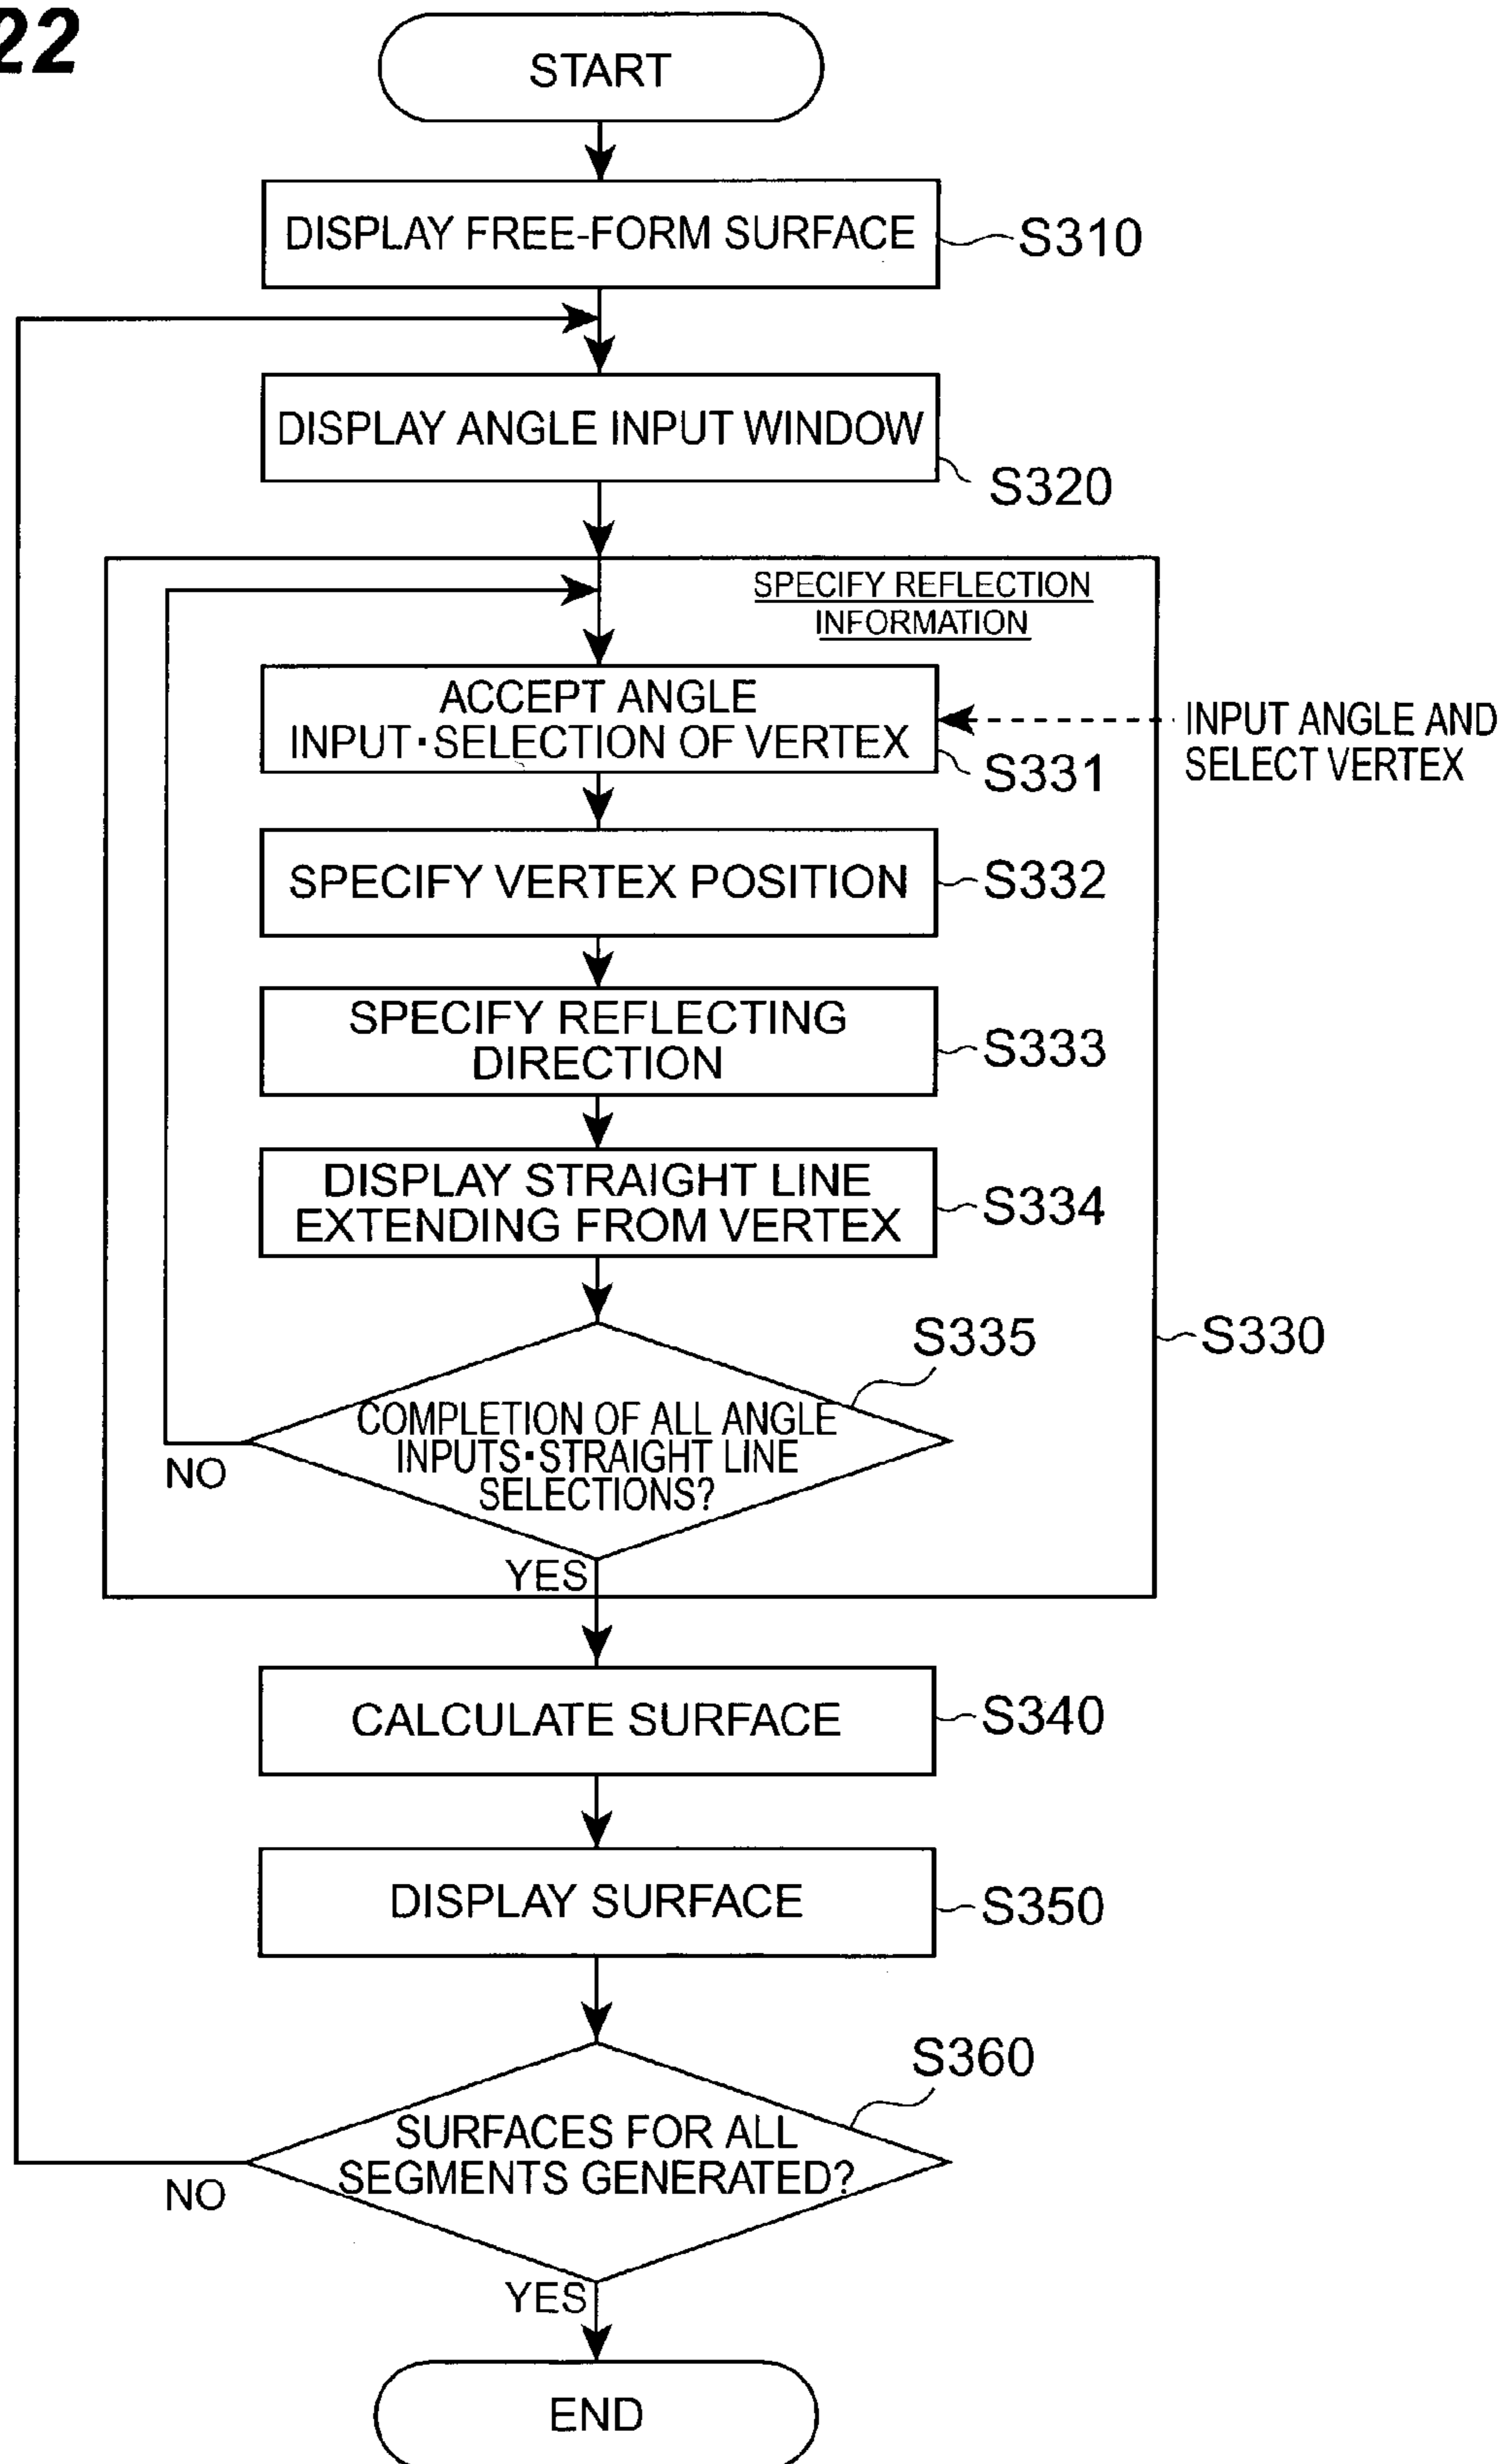 22
START
DISPLAY FREE-FORM SURFACE
S310
DISPLAY ANGLE INPUT WINDOW
S320
SPECIFY REFLECTION
INFORMATION
ACCEPT ANGLE
INPUT·SELECTION OF VERTEX
S331
INPUT ANGLE AND
SELECT VERTEX
SPECIFY VERTEX POSITION
S332
SPECIFY REFLECTING
DIRECTION
S333
DISPLAY STRAIGHT LINE
EXTENDING FROM VERTEX
S334
S335
S330
COMPLETION OF ALL ANGLE
INPUTS·STRAIGHT LINE
SELECTIONS?
NO
YES
CALCULATE SURFACE
S340
DISPLAY SURFACE
S350
S360
SURFACES FOR ALL
SEGMENTS GENERATED?
NO
YES
END